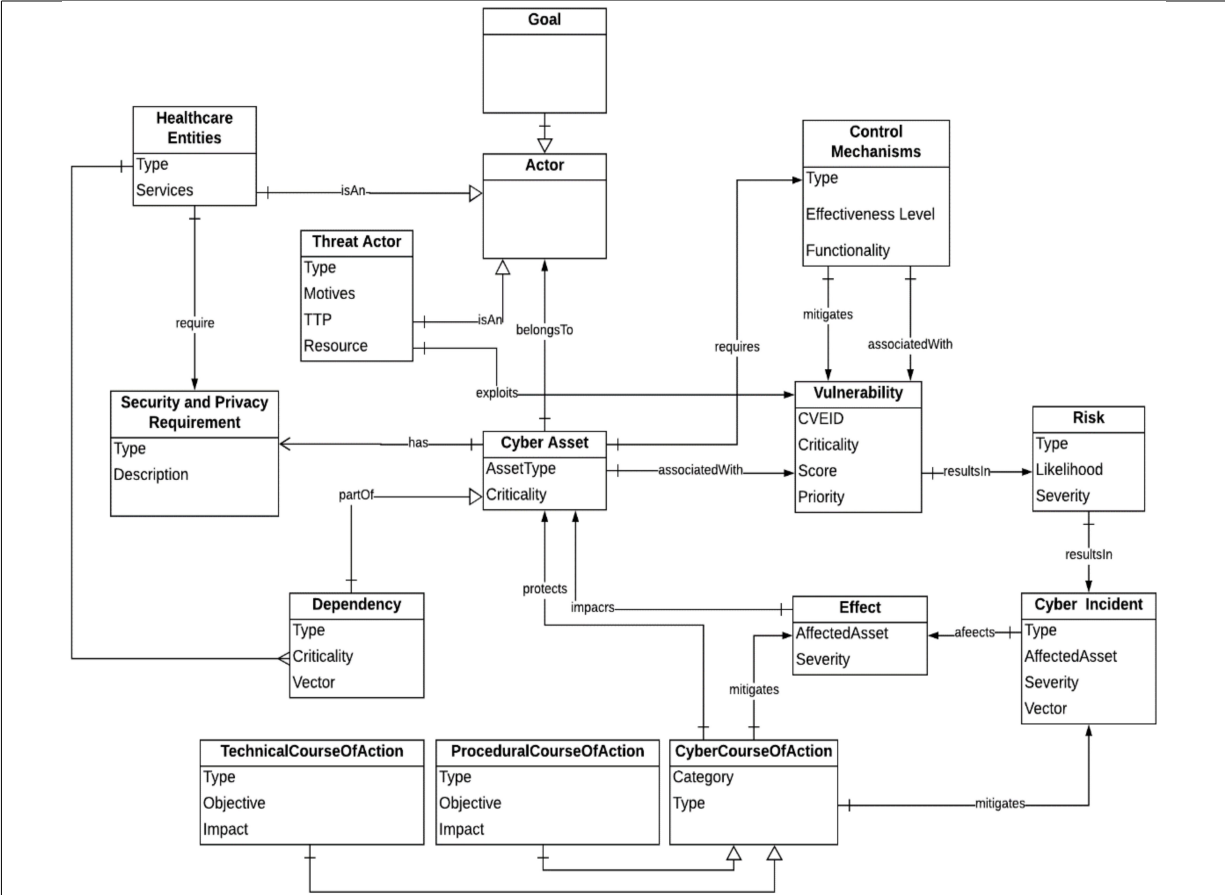 Goal
Healthcare
Entities
Type
Services
isAn
Actor
Control
Mechanisms
Type
Effectiveness Level
Functionality
Threat Actor
Type
Motives
TTP
Resource
isAn
belongsTo
exploits
require
requires
mitigates
associatedWith
Security and Privacy
Requirement
Type
Description
has
Cyber Asset
AssetType
Criticality
associatedWith
Vulnerability
CVEID
Criticality
Score
Priority
resultsIn
Risk
Type
Likelihood
Severity
resultsIn
partOf
Dependency
Type
Criticality
Vector
protects
impacrs
Effect
AffectedAsset
Severity
afeects
Cyber Incident
Type
AffectedAsset
Severity
Vector
mitigates
TechnicalCourseOfAction
Type
Objective
Impact
ProceduralCourseOfAction
Type
Objective
Impact
CyberCourseOfAction
Category
Type
mitigates